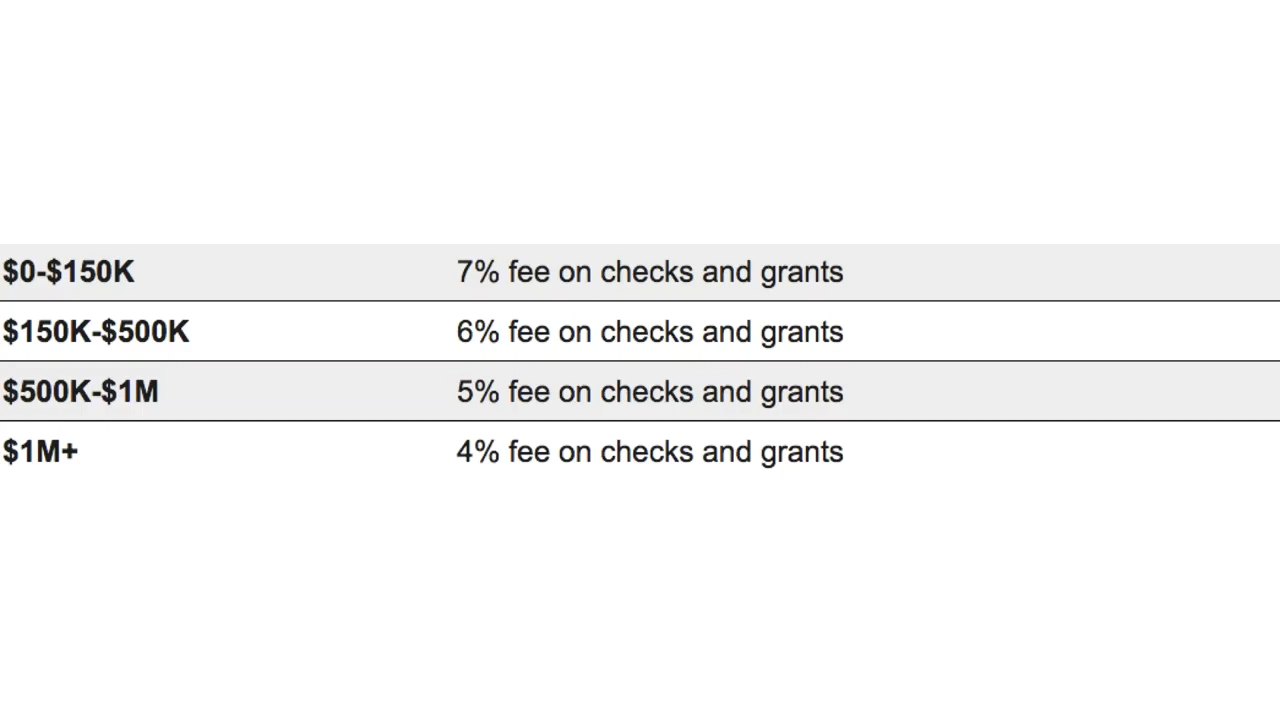 $0-$150K 7% fee on checks and grants
$150K-$500K 6% fee on checks and grants
$500K-$1M 5% fee on checks and grants
$1M+ 4% fee on checks and grants